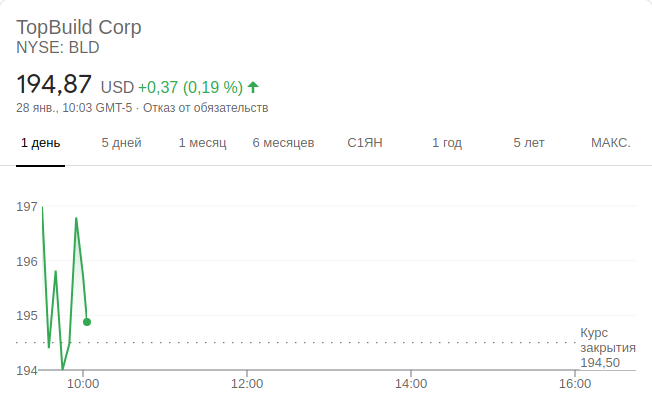 TopBuild Corp
NYSE: BLD
194,87 USD +0,37 (0,19 %)
28 янв., 10:03 GMT-5 · Отказ от обязательств
1 день 5 дней 1 месяц 6 месяцев С1ЯН 1 год 5 лет МАКС.
197
196
195
Курс
закрытия
194,50
194
10:00 12:00 14:00 16:00